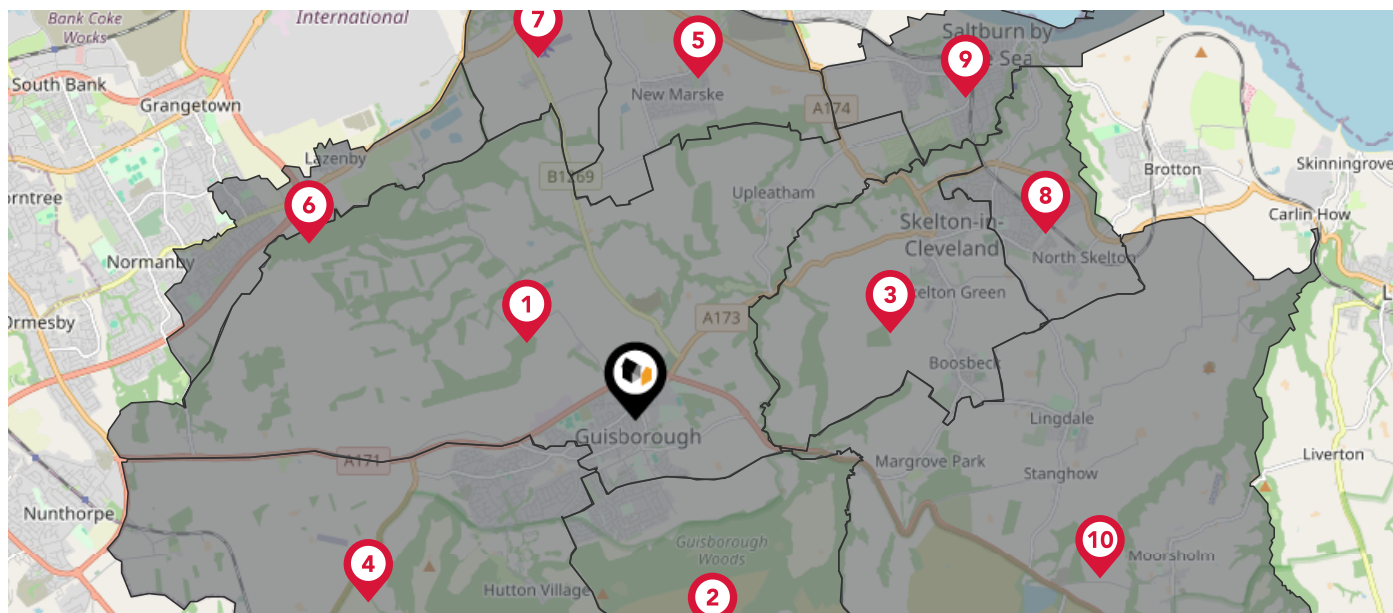 Bank Coke
Works
International
7
5
Saltburn by
e Sea
9
South Bank
Grangetown
New Marske
A174
Lazenby
B1269
Brotton
Skinningrove
orntree
Upleatham
6
8
Carlin How
Skelton-in-
Cleveland
Normanby
North Skelton
1
3
elton Green
Ormesby
A173
Boosbeck
Guisborough
Lingdale
A171
Margrove Park
Stanghow
Liverton
Nunthorpe
Guisborough
Woods
4
10
Moorsholm
Hutton Village
2